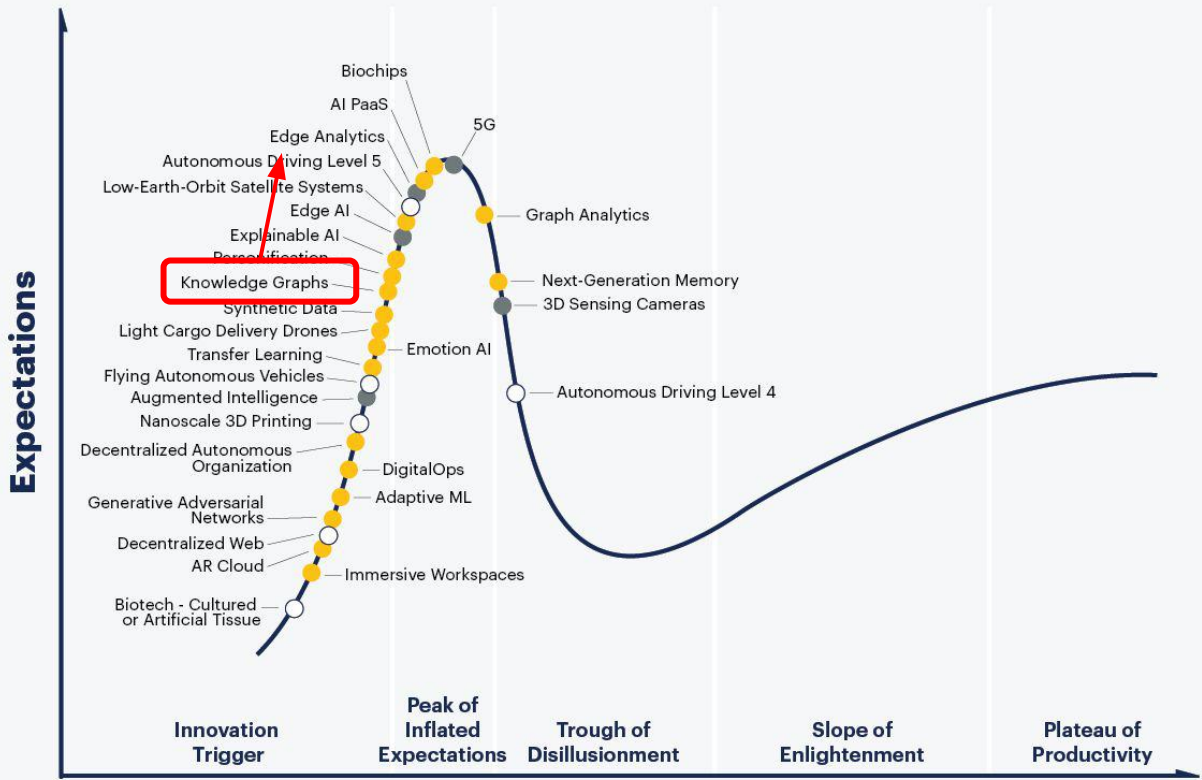 Biochips
AI PaaS
5G
Edge Analytics
Autonomous Driving Level 5
Low-Earth-Orbit Satellite Systems
Edge AI
Graph Analytics
Explainable AI
Personification
Knowledge Graphs
Next-Generation Memory
Synthetic Data
3D Sensing Cameras
Light Cargo Delivery Drones
Emotion AI
Transfer Learning
Flying Autonomous Vehicles
Augmented Intelligence
Autonomous Driving Level 4
Nanoscale 3D Printing
Decentralized Autonomous
Organization
DigitalOps
Adaptive ML
Generative Adversarial
Networks
Decentralized Web
AR Cloud
Immersive Workspaces
Biotech - Cultured
or Artificial Tissue
Expectations
Innovation
Trigger
Peak of
Inflated
Expectations
Trough of
Disillusionment
Slope of
Enlightenment
Plateau of
Productivity